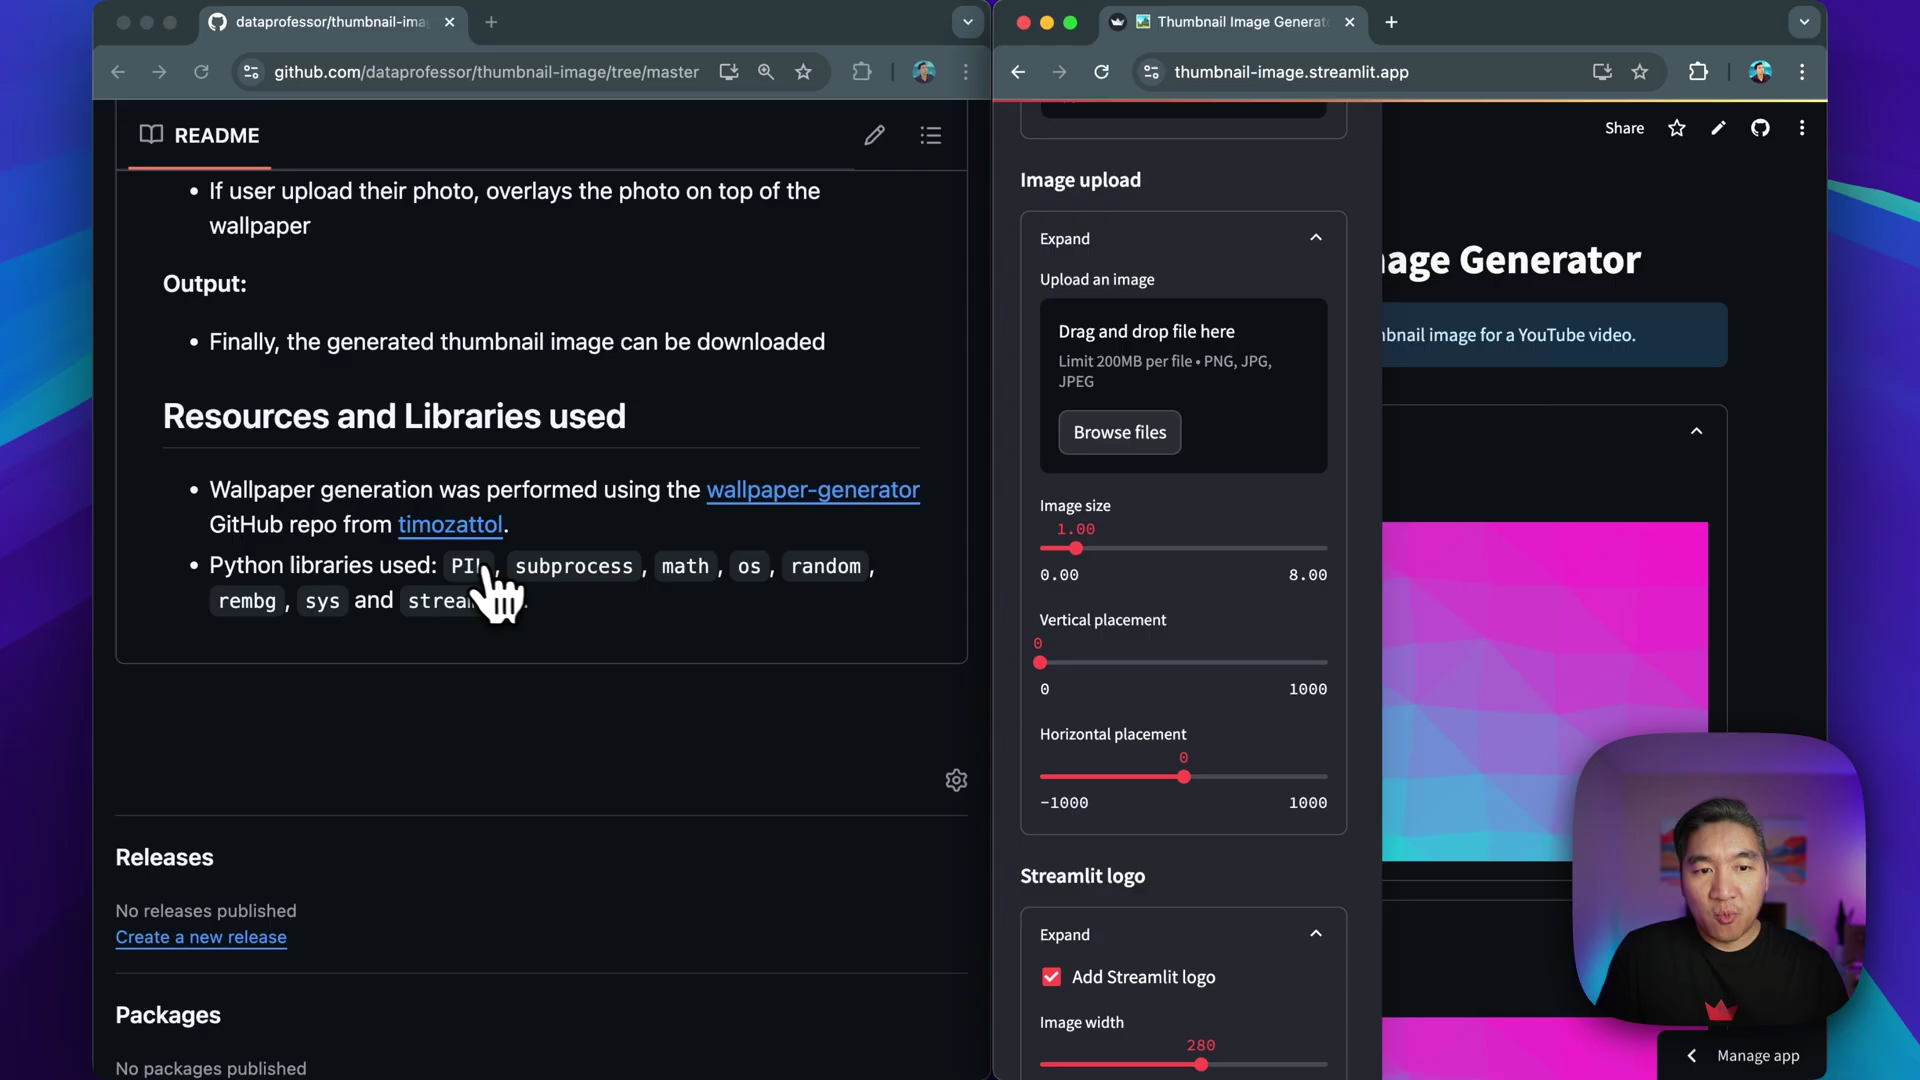 dataprofessor/thumbnail-ima
github.com/dataprofessor/thumbnail-image/tree/master
README
• If user upload their photo, overlays the photo on top of the
wallpaper
Output:
• Finally, the generated thumbnail image can be downloaded
Resources and Libraries used
• Wallpaper generation was performed using the wallpaper-generator
GitHub repo from timozattol.
• Python libraries used: PIL, subprocess, math, os, random,
rembg, sys and stream
Releases
No releases published
Create a new release
Packages
No packages published
Thumbnail Image Generato
thumbnail-image.streamlit.app
Share
Image upload
Expand
Upload an image
Drag and drop file here
Limit 200MB per file • PNG, JPG,
JPEG
Browse files
Image size
1.00
0.00 8.00
Vertical placement
0
0 1000
Horizontal placement
0
-1000 1000
Streamlit logo
Expand
Add Streamlit logo
Image width
280
age Generator
bnail image for a YouTube video.
Manage app